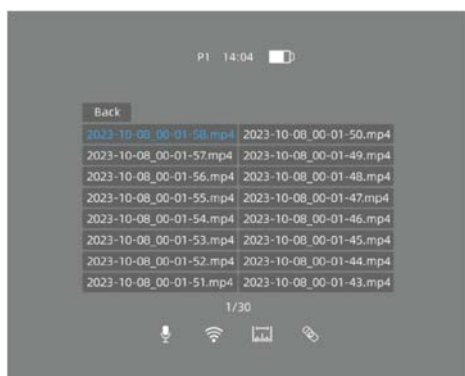 P1 14:04
Back
2023-10-08_00-01-58.mp4 2023-10-08_00-01-50.mp4
2023-10-08_00-01-57.mp4 2023-10-08_00-01-49.mp4
2023-10-08_00-01-56.mp4 2023-10-08_00-01-48.mp4
2023-10-08_00-01-55.mp4 2023-10-08_00-01-47.mp4
2023-10-08_00-01-54.mp4 2023-10-08_00-01-46.mp4
2023-10-08_00-01-53.mp4 2023-10-08_00-01-45.mp4
2023-10-08_00-01-52.mp4 2023-10-08_00-01-44.mp4
2023-10-08_00-01-51.mp4 2023-10-08_00-01-43.mp4
1/30